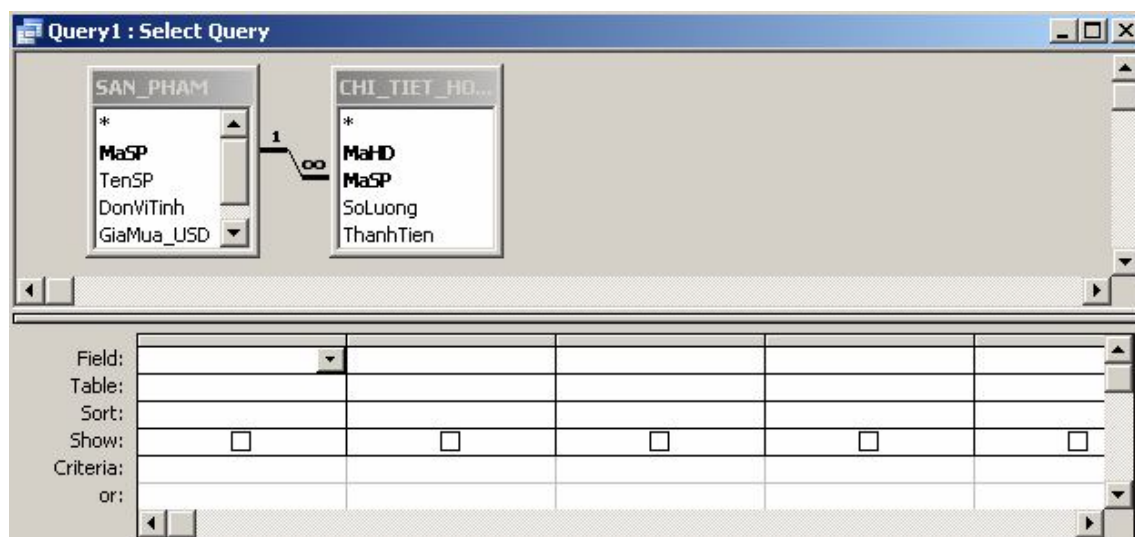 Query1 : Select Query
SAN_PHAM
*
MaSP
TenSP
DonViTinh
GiaMua_USD
1
∞
CHI_TIET_HO...
*
MaHD
MaSP
SoLuong
ThanhTien
Field:
Table:
Sort:
Show:
Criteria:
or: